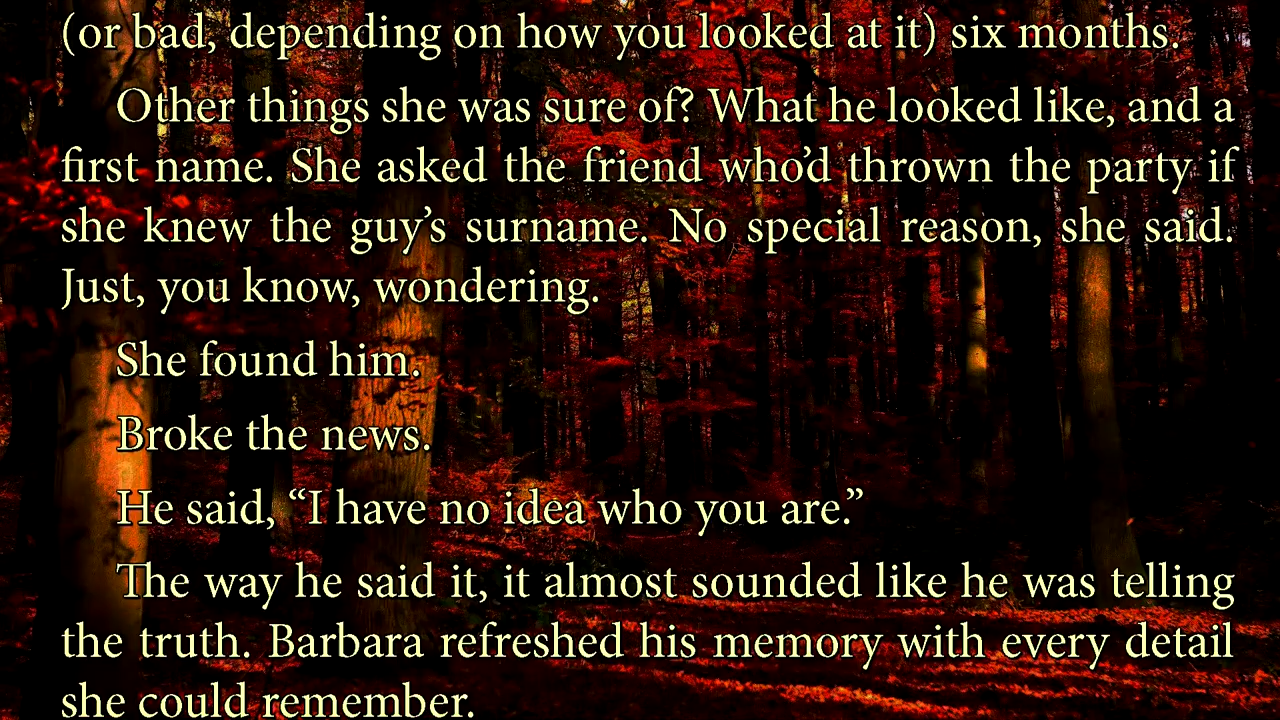 (or bad, depending on how you looked at it) six months.
Other things she was sure of? What he looked like, and a
first name. She asked the friend who’d thrown the party if
she knew the guy’s surname. No special reason, she said.
Just, you know, wondering.
She found him.
Broke the news.
He said, “I have no idea who you are.”
The way he said it, it almost sounded like he was telling
the truth. Barbara refreshed his memory with every detail
she could remember.